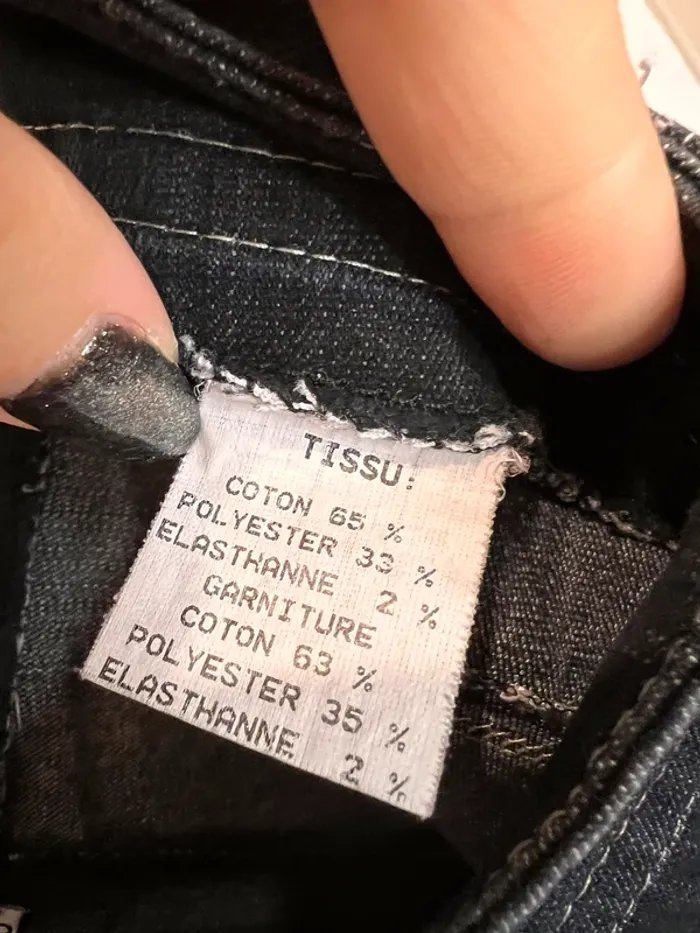 TISSU:
COTON 65 %
POLYESTER 33 %
ELASTHANNE 2 %
GARNITURE
COTON 63 %
POLYESTER 35 %
ELASTHANNE 2 %